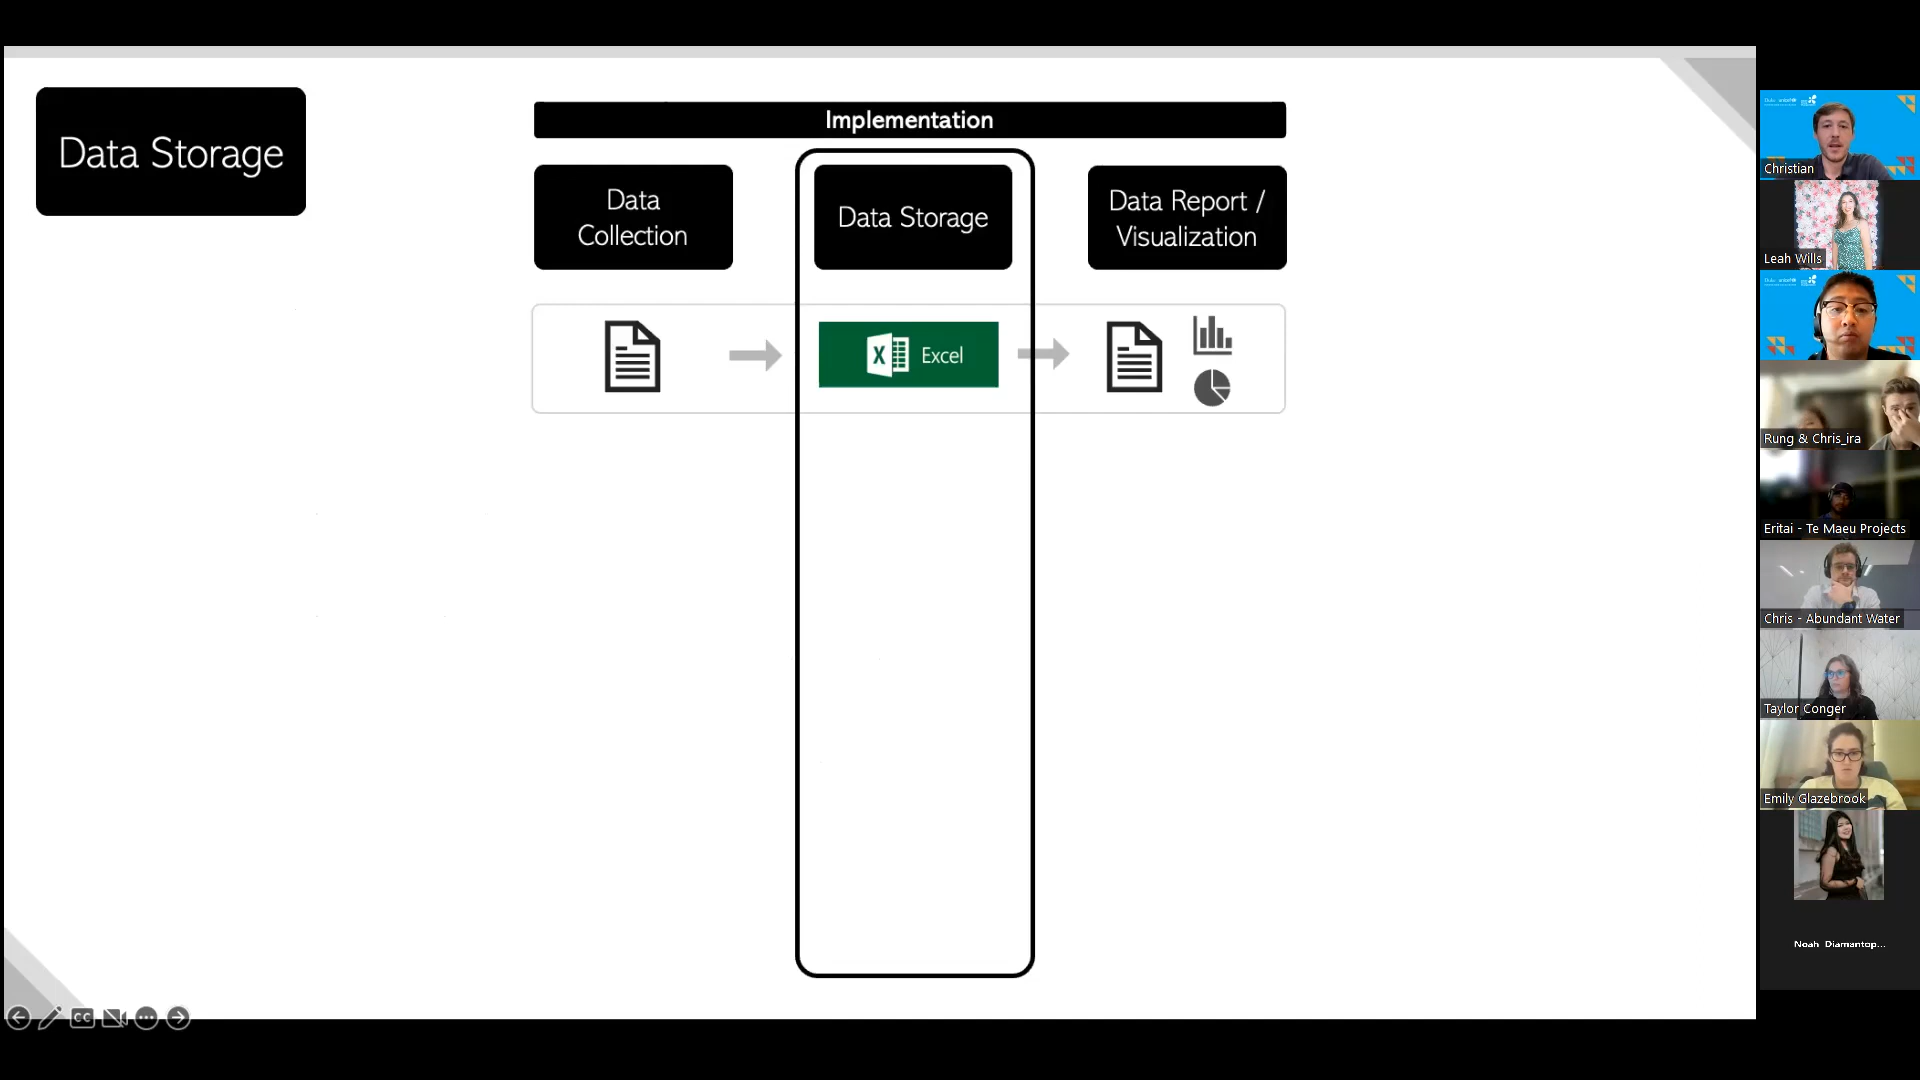 Data Storage
Implementation
Data
Collection
Data Storage
Data Report /
Visualization
Excel
Christian
Leah Wills
Rung & Chris_ira
Eritai - Te Maeu Projects
Chris - Abundant Water
Taylor Conger
Emily Glazebrook
Noah Diamantop...
CC